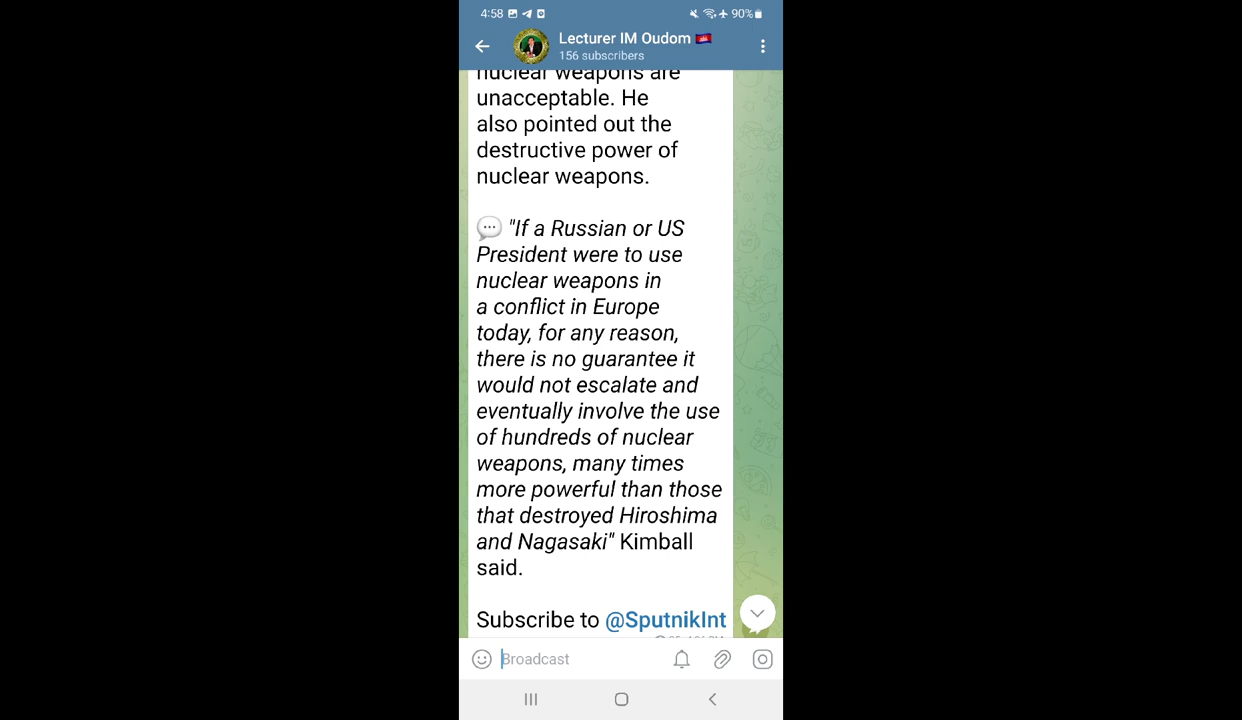 4:58
90%
Lecturer IM Oudom 🇰🇭
156 subscribers
nuclear weapons are
unacceptable. He
also pointed out the
destructive power of
nuclear weapons.
💬 "If a Russian or US
President were to use
nuclear weapons in
a conflict in Europe
today, for any reason,
there is no guarantee it
would not escalate and
eventually involve the use
of hundreds of nuclear
weapons, many times
more powerful than those
that destroyed Hiroshima
and Nagasaki" Kimball
said.
Subscribe to @SputnikInt
Broadcast